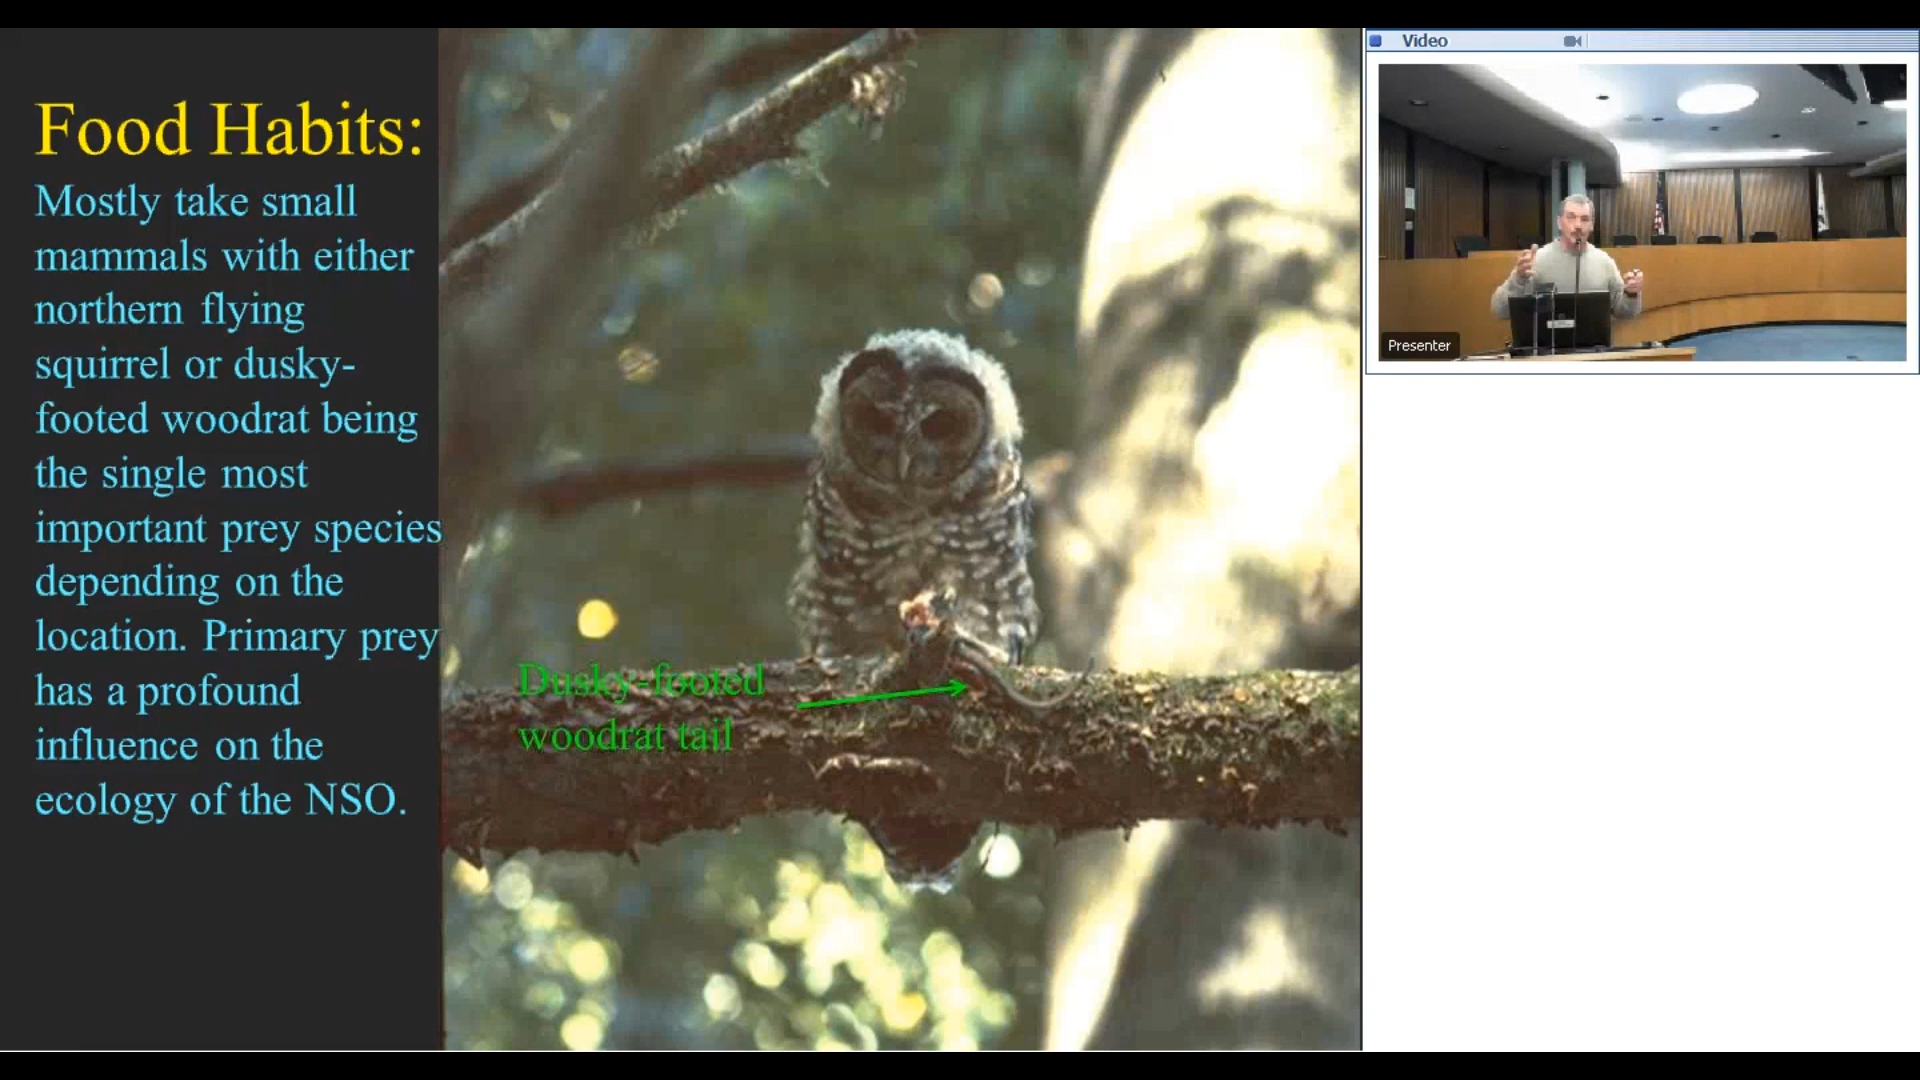 Food Habits:
Mostly take small
mammals with either
northern flying
squirrel or dusky-
footed woodrat being
the single most
important prey species
depending on the
location. Primary prey
has a profound
influence on the
ecology of the NSO.
Dusky-footed
woodrat tail
Video
Presenter